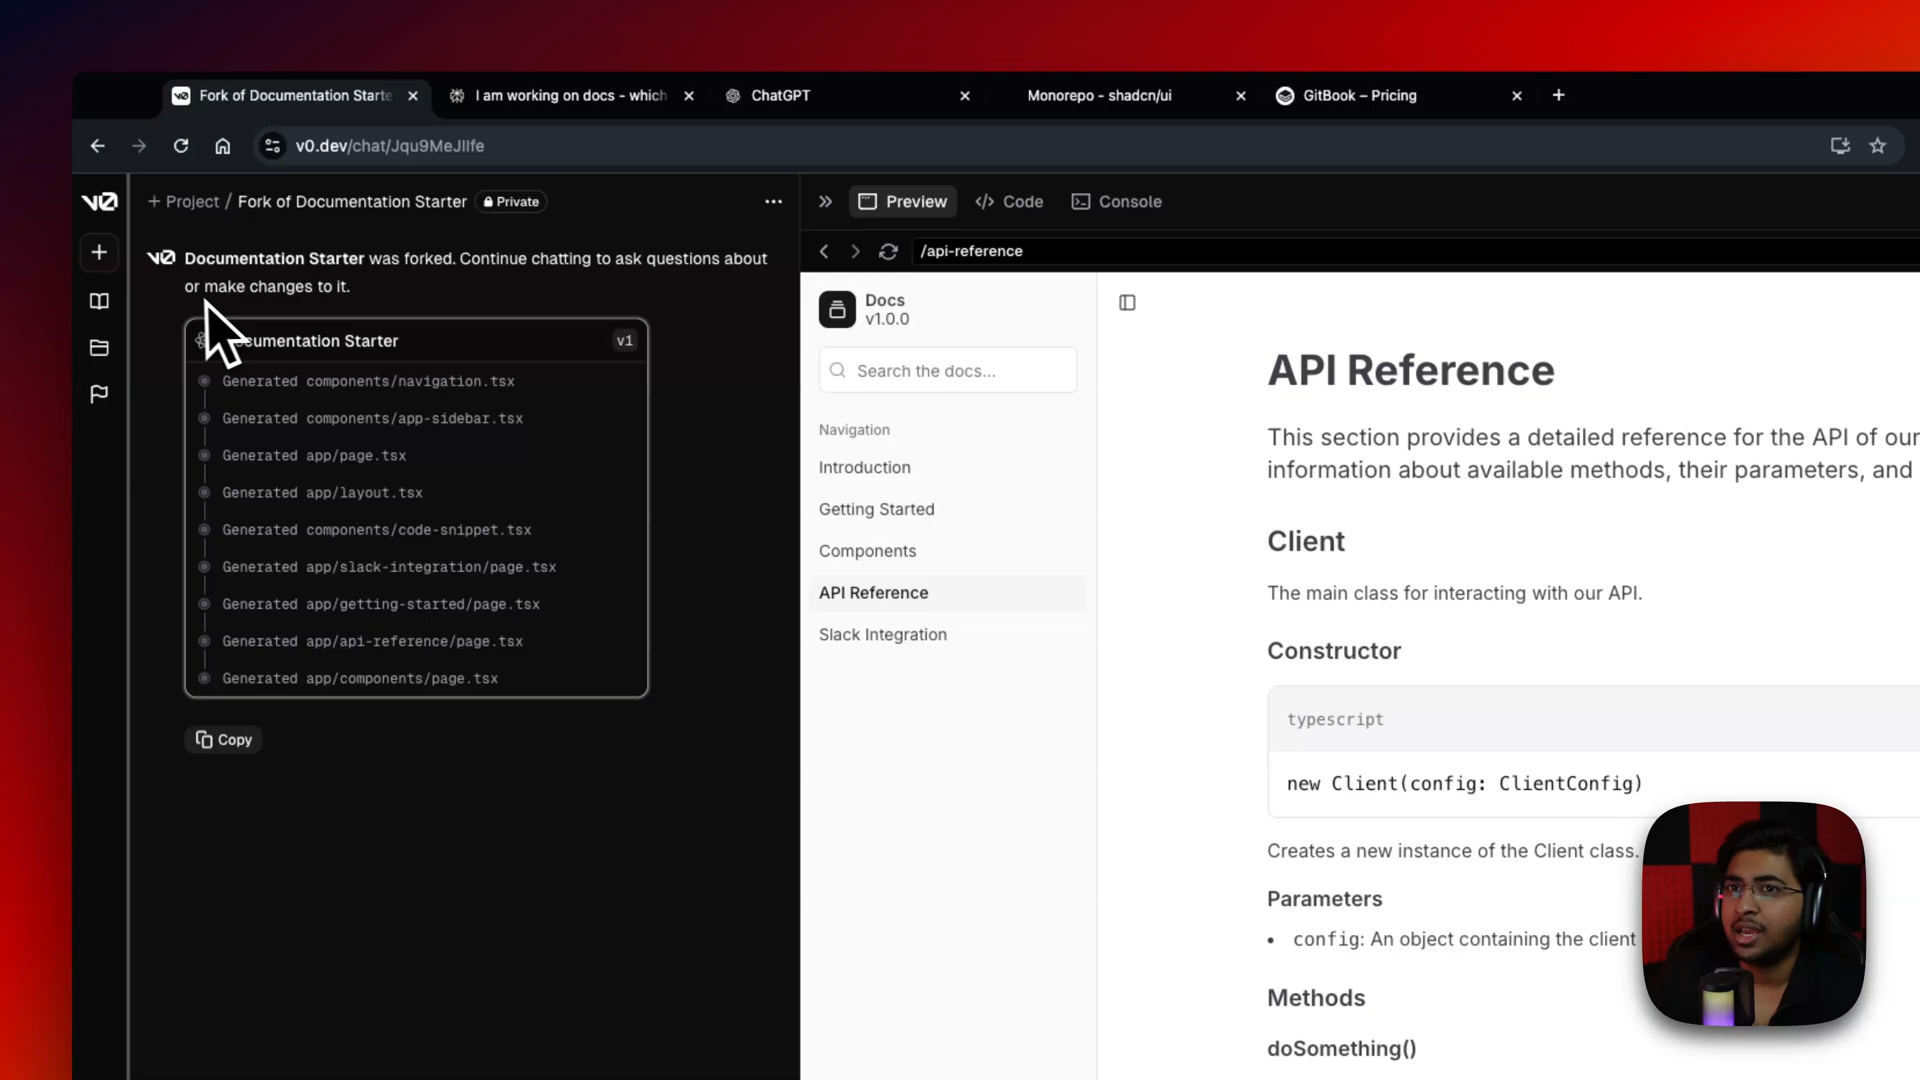 Fork of Documentation Starte
I am working on docs - which
ChatGPT
Monorepo - shadcn/ui
GitBook – Pricing
v0.dev/chat/Jqu9MeJIIfe
Project / Fork of Documentation Starter
Private
Preview
Code
Console
/api-reference
Documentation Starter was forked. Continue chatting to ask questions about
or make changes to it.
cumentation Starter
v1
Generated components/navigation.tsx
Generated components/app-sidebar.tsx
Generated app/page.tsx
Generated app/layout.tsx
Generated components/code-snippet.tsx
Generated app/slack-integration/page.tsx
Generated app/getting-started/page.tsx
Generated app/api-reference/page.tsx
Generated app/components/page.tsx
Copy
Docs
v1.0.0
Search the docs...
Navigation
Introduction
Getting Started
Components
API Reference
Slack Integration
API Reference
This section provides a detailed reference for the API of our
information about available methods, their parameters, and
Client
The main class for interacting with our API.
Constructor
typescript
new Client(config: ClientConfig)
Creates a new instance of the Client class.
Parameters
• config: An object containing the client
Methods
doSomething()